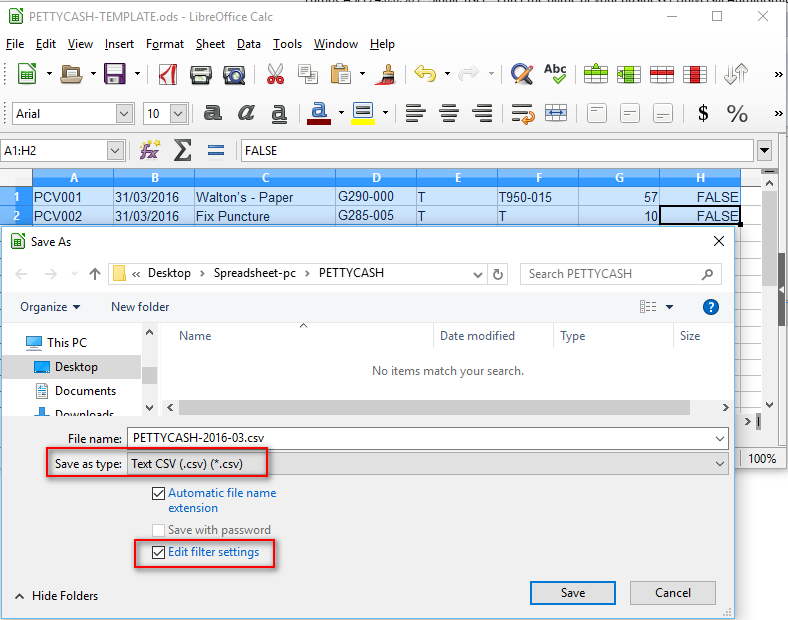 PETTYCASH-TEMPLATE.ods - LibreOffice Calc
File Edit View Insert Format Sheet Data Tools Window Help
Abc
Arial 10 a a a a $ %
A1:H2 fx Σ = FALSE
A B C D E F G H
1 PCV001 31/03/2016 Walton's - Paper G290-000 T T950-015 57 FALSE
2 PCV002 31/03/2016 Fix Puncture G285-005 T T 10 FALSE
Save As
« Desktop › Spreadsheet-pc › PETTYCASH Search PETTYCASH
Organize New folder ?
Name Date modified Type Size
This PC
Desktop
Documents
Downloads
No items match your search.
File name: PETTYCASH-2016-03.csv
Save as type: Text CSV (.csv) (*.csv)
100%
Automatic file name
extension
Save with password
Edit filter settings
Hide Folders Save Cancel